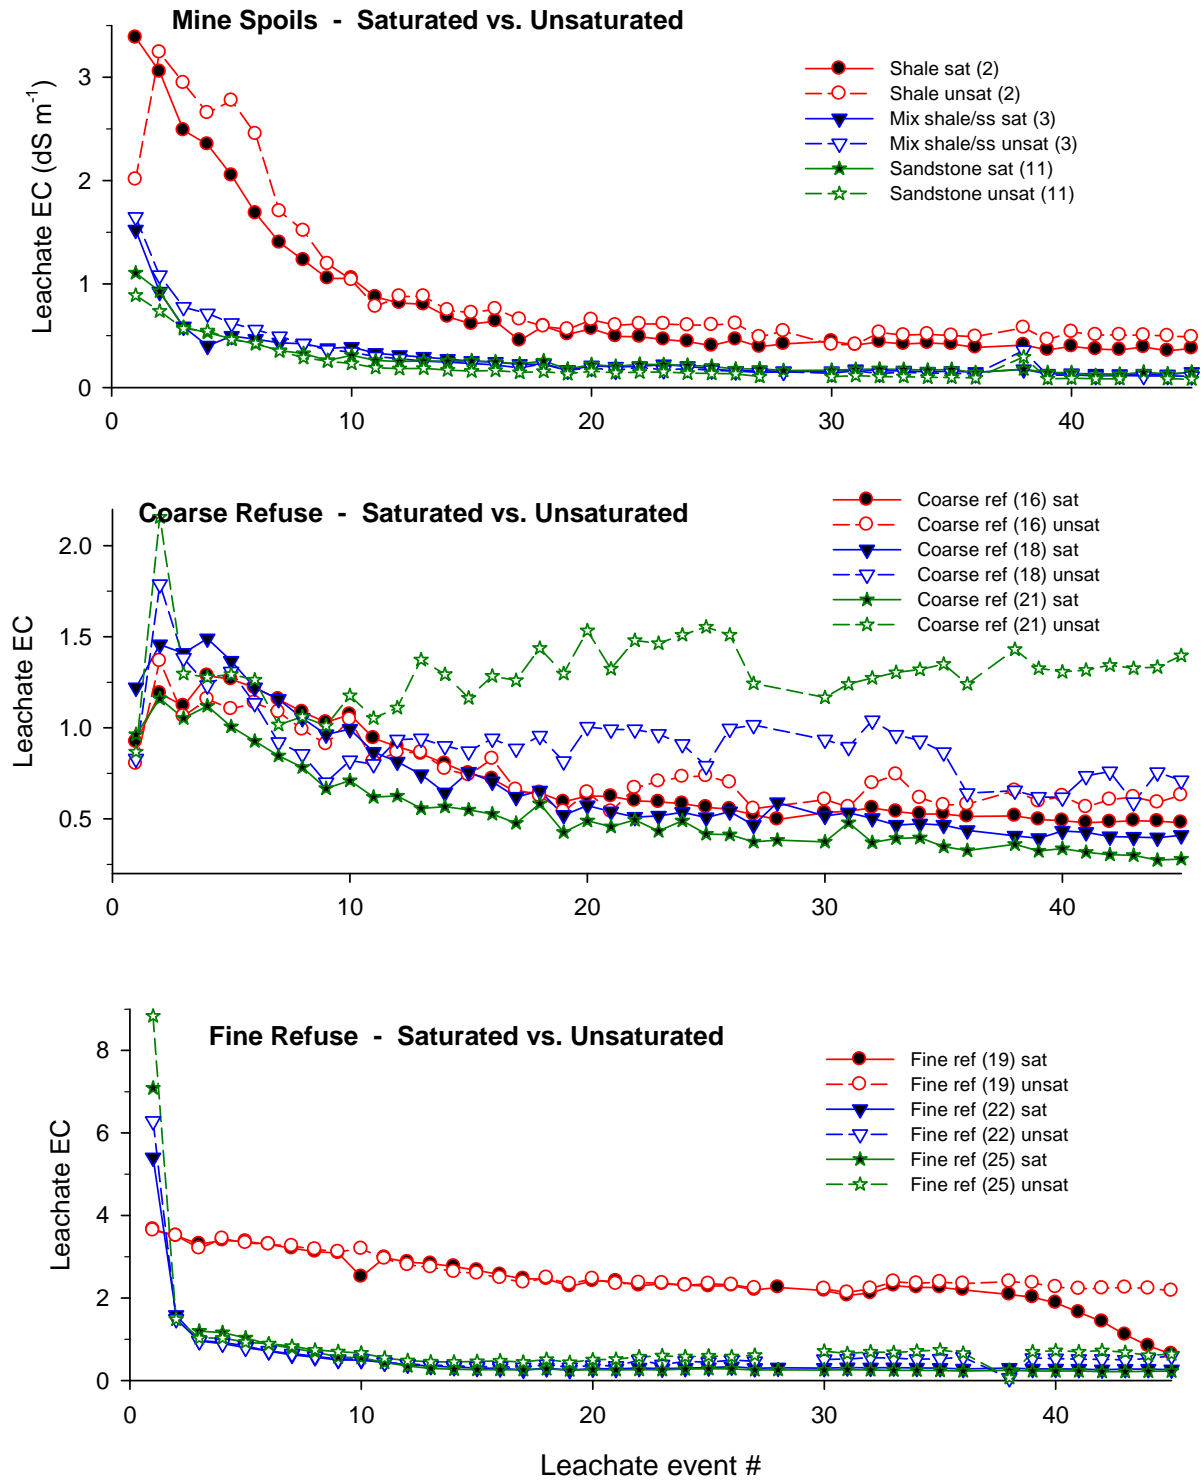 Mine Spoils - Saturated vs. Unsaturated
Leachate EC (dS m-1)
3
2
1
0
Shale sat (2)
Shale unsat (2)
Mix shale/ss sat (3)
Mix shale/ss unsat (3)
Sandstone sat (11)
Sandstone unsat (11)
0 10 20 30 40
Coarse Refuse - Saturated vs. Unsaturated
Leachate EC
2.0
1.5
1.0
0.5
Coarse ref (16) sat
Coarse ref (16) unsat
Coarse ref (18) sat
Coarse ref (18) unsat
Coarse ref (21) sat
Coarse ref (21) unsat
0 10 20 30 40
Fine Refuse - Saturated vs. Unsaturated
Leachate EC
8
6
4
2
0
Fine ref (19) sat
Fine ref (19) unsat
Fine ref (22) sat
Fine ref (22) unsat
Fine ref (25) sat
Fine ref (25) unsat
0 10 20 30 40
Leachate event #